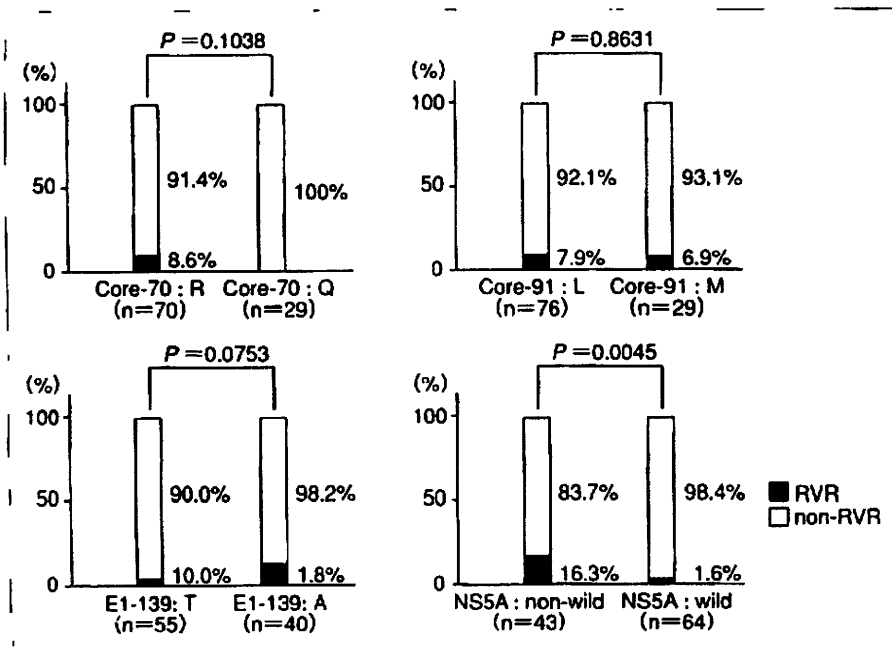 P=0.1038
(%)
100
50
0
91.4%
100%
8.6%
Core-70 : R Core-70 : Q
(n=70) (n=29)
P=0.8631
(%)
100
50
0
92.1%
93.1%
7.9%
6.9%
Core-91 : L Core-91 : M
(n=76) (n=29)
P=0.0753
(%)
100
50
0
90.0%
98.2%
10.0%
1.8%
E1-139: T E1-139: A
(n=55) (n=40)
P=0.0045
(%)
100
50
0
83.7%
98.4%
16.3%
1.6%
NS5A : non-wild NS5A : wild
(n=43) (n=64)
RVR
non-RVR